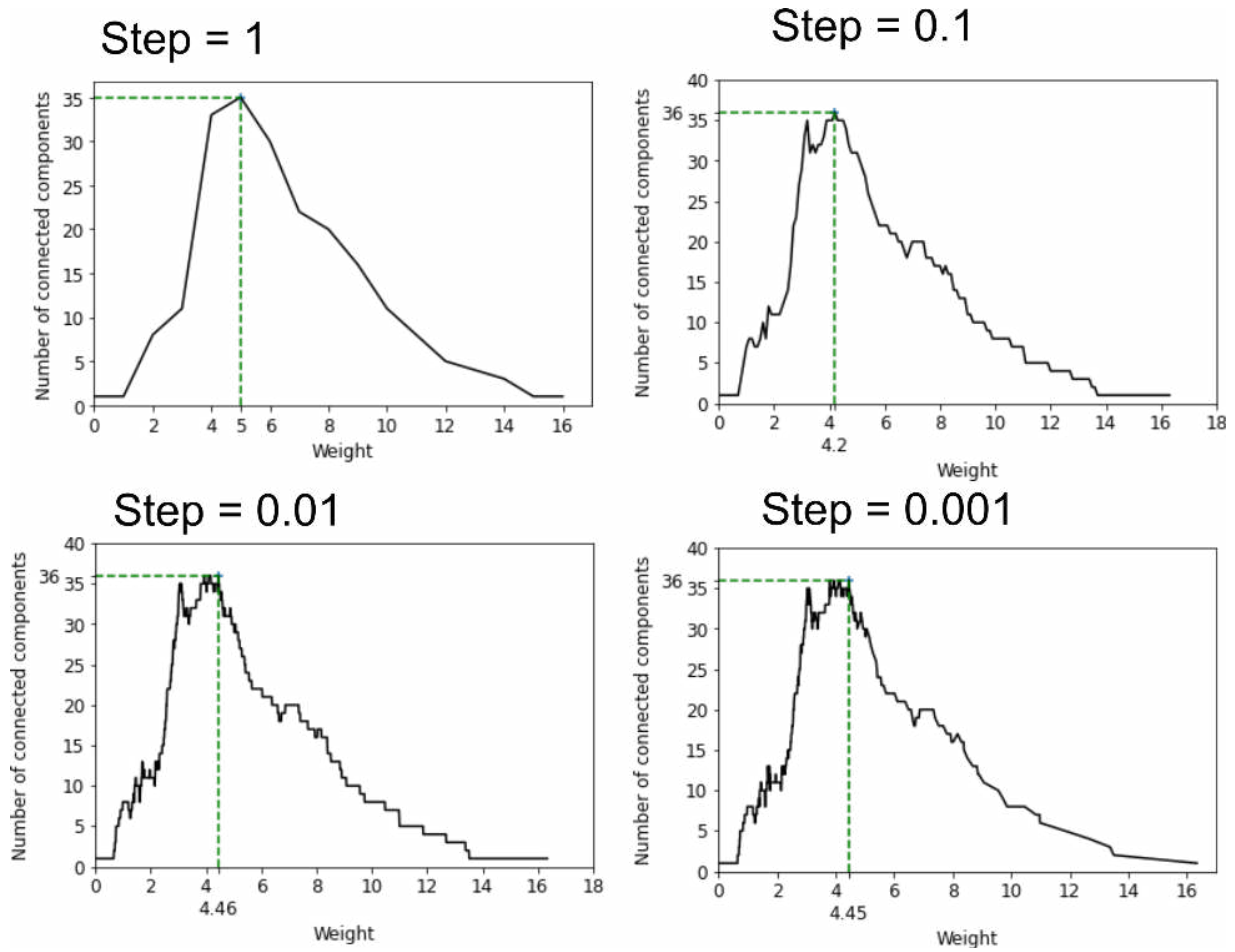 Step = 1
Number of connected components
35
30
25
20
15
10
5
0
0 2 4 5 6 8 10 12 14 16
Weight
Step = 0.1
Number of connected components
40
36 35
30
25
20
15
10
5
0
0 2 4 6 8 10 12 14 16 18
4.2
Weight
Step = 0.01
Number of connected components
40
36 35
30
25
20
15
10
5
0
0 2 4 6 8 10 12 14 16 18
4.46
Weight
Step = 0.001
Number of connected components
40
36 35
30
25
20
15
10
5
0
0 2 4 6 8 10 12 14 16
4.45
Weight